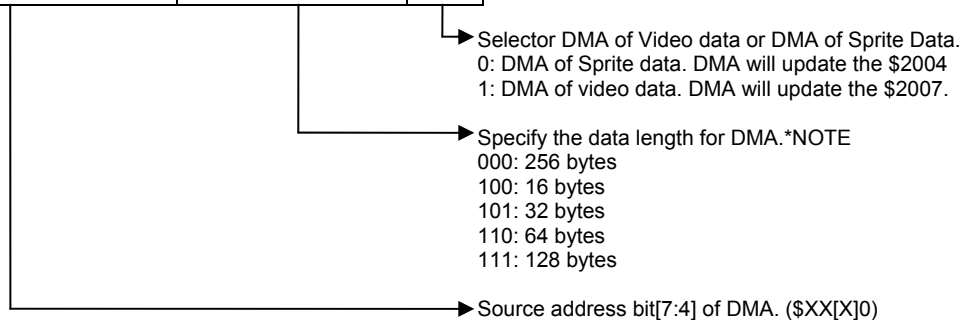 Selector DMA of Video data or DMA of Sprite Data.
0: DMA of Sprite data. DMA will update the $2004
1: DMA of video data. DMA will update the $2007.
Specify the data length for DMA.*NOTE
000: 256 bytes
100: 16 bytes
101: 32 bytes
110: 64 bytes
111: 128 bytes
Source address bit[7:4] of DMA. ($XX[X]0)